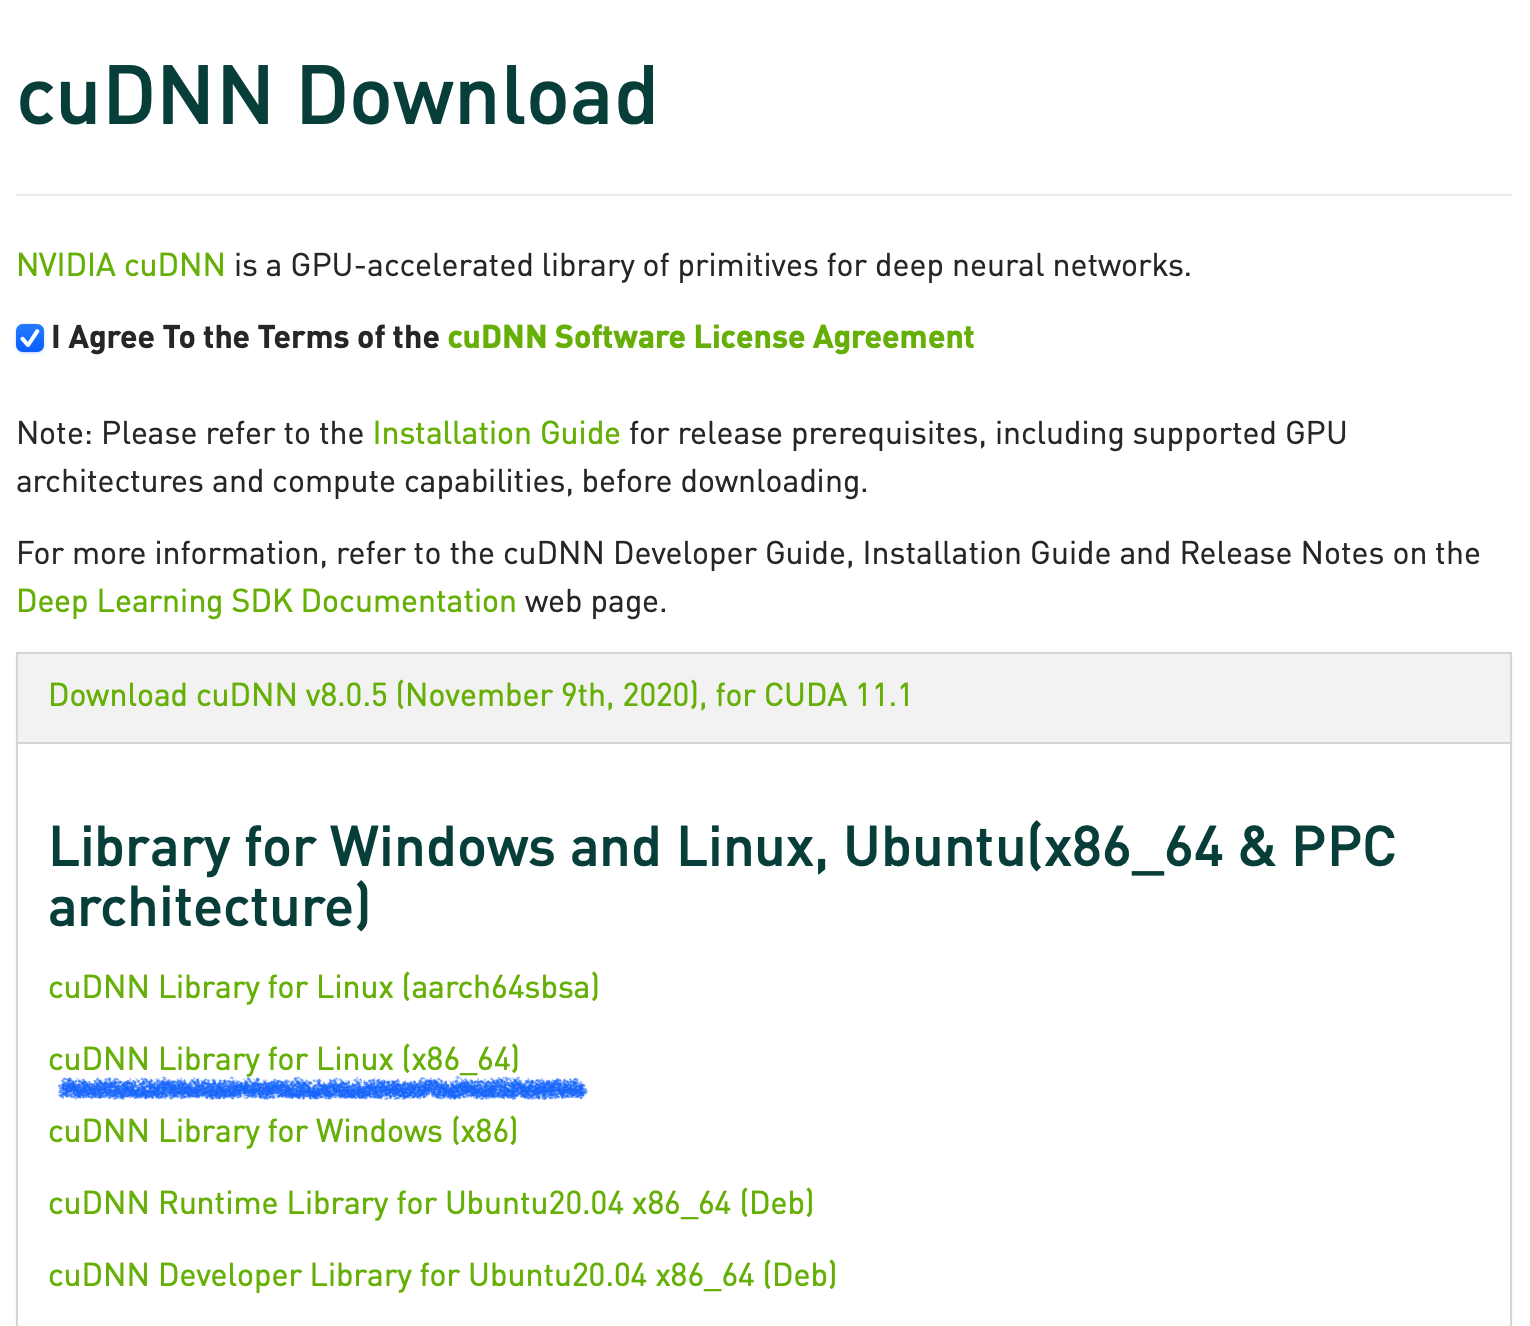 cuDNN Download
NVIDIA cuDNN is a GPU-accelerated library of primitives for deep neural networks.
I Agree To the Terms of the cuDNN Software License Agreement
Note: Please refer to the Installation Guide for release prerequisites, including supported GPU
architectures and compute capabilities, before downloading.
For more information, refer to the cuDNN Developer Guide, Installation Guide and Release Notes on the
Deep Learning SDK Documentation web page.
Download cuDNN v8.0.5 (November 9th, 2020), for CUDA 11.1
Library for Windows and Linux, Ubuntu(x86_64 & PPC
architecture)
cuDNN Library for Linux (aarch64sbsa)
cuDNN Library for Linux (x86_64)
cuDNN Library for Windows (x86)
cuDNN Runtime Library for Ubuntu20.04 x86_64 (Deb)
cuDNN Developer Library for Ubuntu20.04 x86_64 (Deb)